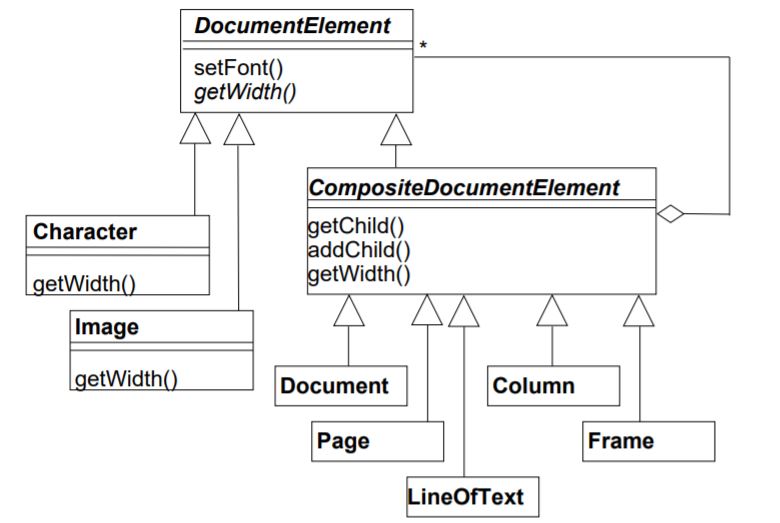 DocumentElement
*
setFont()
getWidth()
CompositeDocumentElement
getChild()
addChild()
getWidth()
Character
getWidth()
Image
getWidth()
Document
Column
Page
Frame
LineOfText